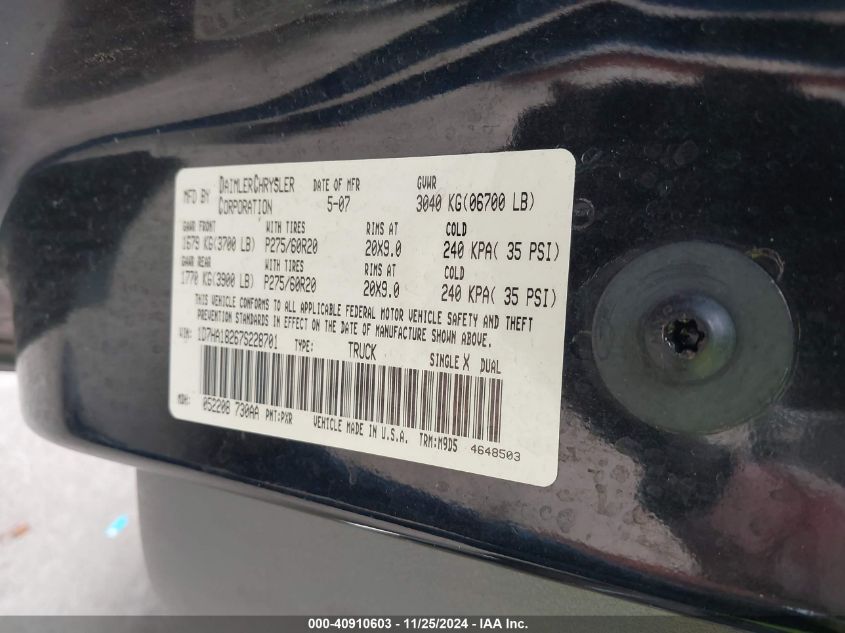 MFD BY DAIMLERCHRYSLER CORPORATION DATE OF MFR 5-07 GVWR 3040 KG(06700 LB)
GAWR FRONT WITH TIRES RIMS AT COLD
1679 KG(3700 LB) P275/60R20 20X9.0 240 KPA( 35 PSI)
GAWR REAR WITH TIRES RIMS AT COLD
1770 KG(3900 LB) P275/60R20 20X9.0 240 KPA( 35 PSI)
THIS VEHICLE CONFORMS TO ALL APPLICABLE FEDERAL MOTOR VEHICLE SAFETY AND THEFT
PREVENTION STANDARDS IN EFFECT ON THE DATE OF MANUFACTURE SHOWN ABOVE.
1D7HA18267S228701 TYPE: TRUCK SINGLE X DUAL
MDH: 052208 730AA PNT:PXR VEHICLE MADE IN U.S.A. TRM:M9D5 4648503
000-40910603 - 11/25/2024 - IAA Inc.